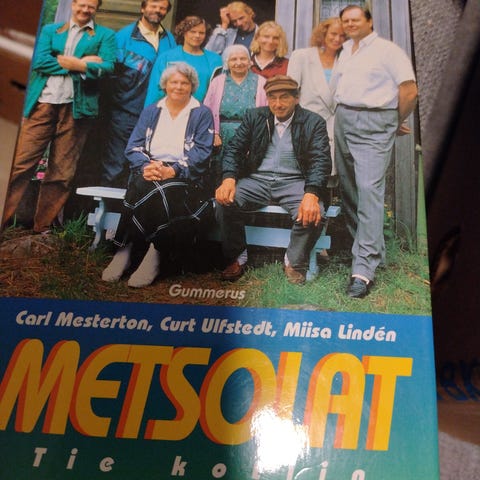 Gummerus
Carl Mesterton, Curt Ulfstedt, Miisa Lindén
METSOLAT
Tie